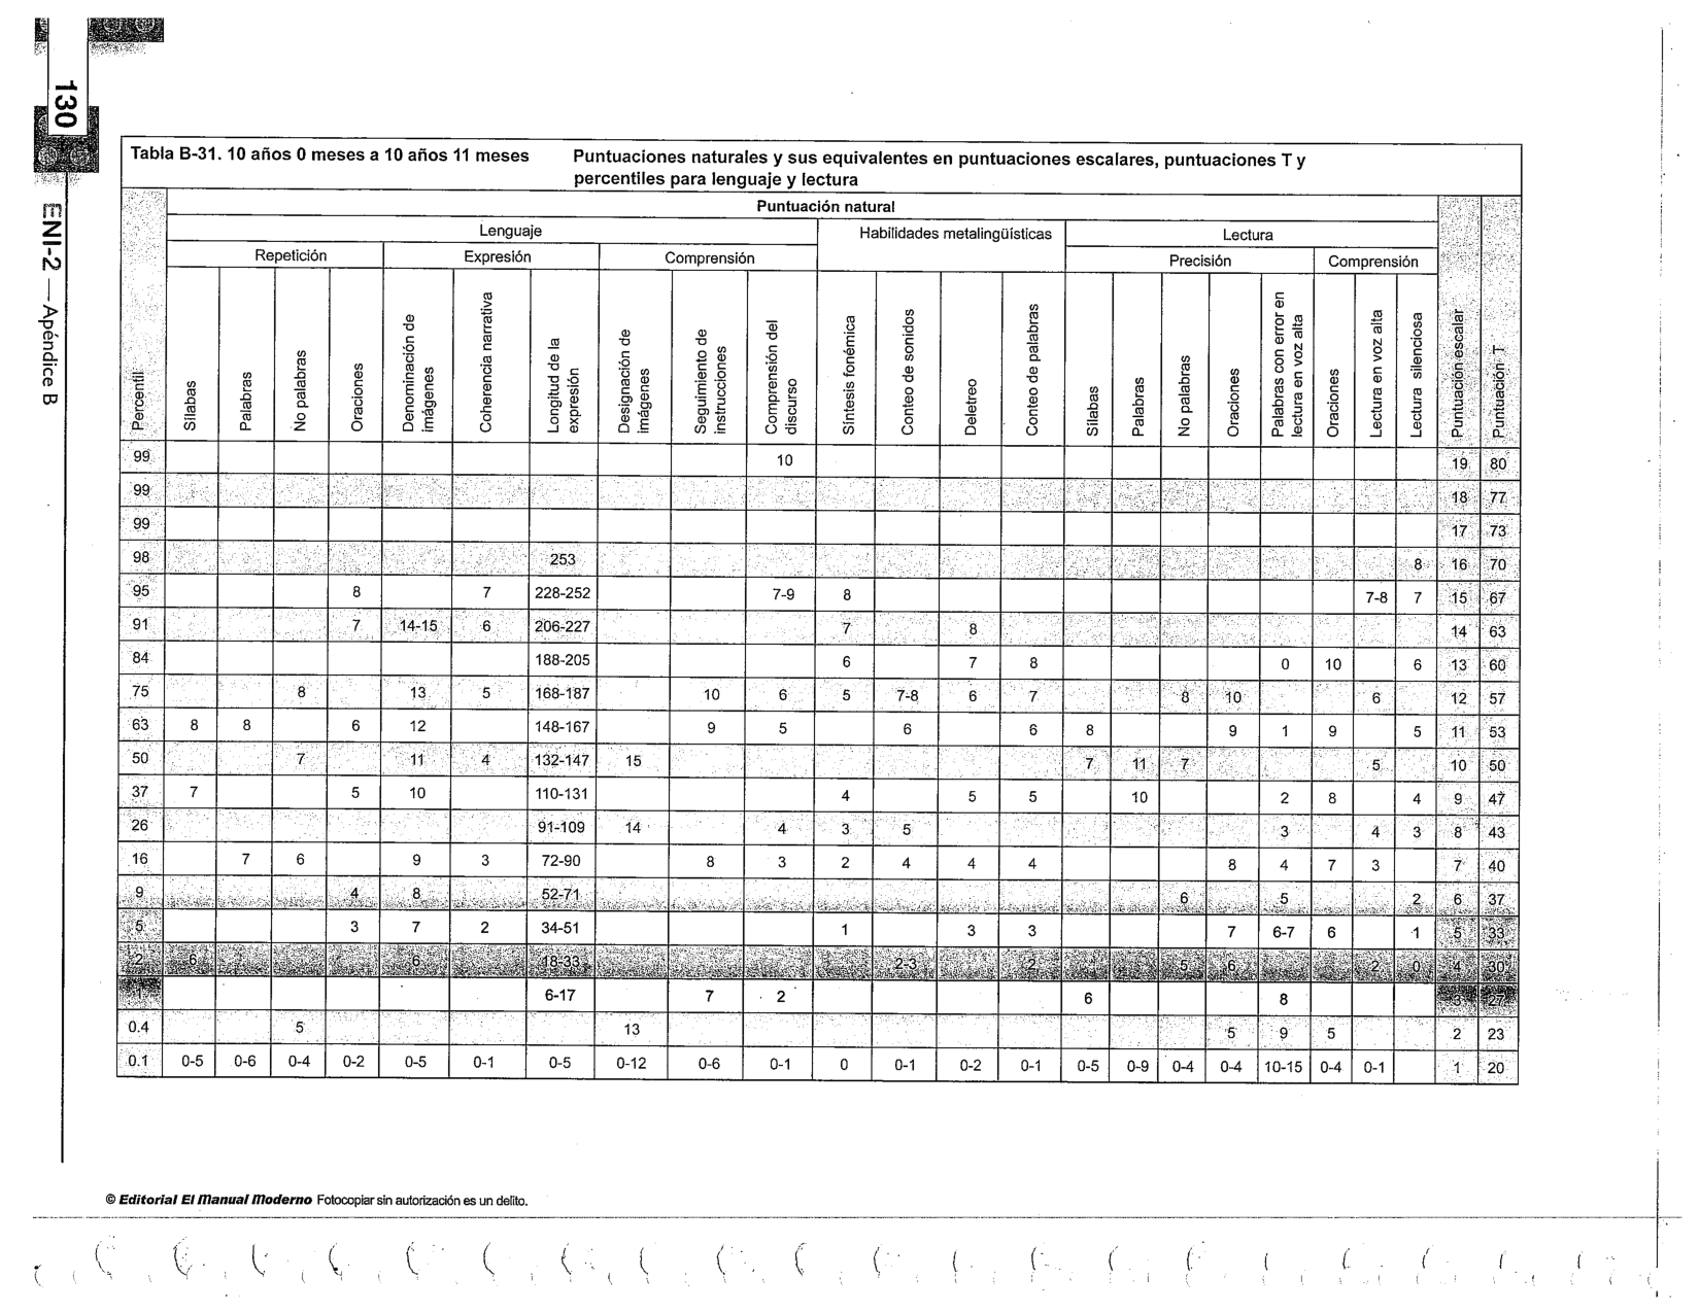 130
ENI-2 — Apéndice B
Tabla B-31. 10 años 0 meses a 10 años 11 meses Puntuaciones naturales y sus equivalentes en puntuaciones escalares, puntuaciones T y
percentiles para lenguaje y lectura
Puntuación natural
Lenguaje Habilidades metalingüísticas Lectura
Repetición Expresión Comprensión Precisión Comprensión
Percentil
Sílabas
Palabras
No palabras
Oraciones
Denominación de
imágenes
Coherencia narrativa
Longitud de la
expresión
Designación de
imágenes
Seguimiento de
instrucciones
Comprensión del
discurso
Síntesis fonémica
Conteo de sonidos
Deletreo
Conteo de palabras
Sílabas
Palabras
No palabras
Oraciones
Palabras con error en
lectura en voz alta
Oraciones
Lectura en voz alta
Lectura silenciosa
Puntuación escalar
Puntuación T
99 10 19 80
99 18 77
99 17 73
98 253 8 16 70
95 8 7 228-252 7-9 8 7-8 7 15 67
91 7 14-15 6 206-227 7 8 14 63
84 188-205 6 7 8 0 10 6 13 60
75 8 13 5 168-187 10 6 5 7-8 6 7 8 10 6 12 57
63 8 8 6 12 148-167 9 5 6 6 8 9 1 9 5 11 53
50 7 11 4 132-147 15 7 11 7 5 10 50
37 7 5 10 110-131 4 5 5 10 2 8 4 9 47
26 91-109 14 4 3 5 3 4 3 8 43
16 7 6 9 3 72-90 8 3 2 4 4 4 8 4 7 3 7 40
9 4 8 52-71 6 5 2 6 37
5 3 7 2 34-51 1 3 3 7 6-7 6 1 5 33
2 6 6 18-33 2-3 2 5 6 2 0 4 30
1 6-17 7 2 6 8 3 27
0.4 5 13 5 9 5 2 23
0.1 0-5 0-6 0-4 0-2 0-5 0-1 0-5 0-12 0-6 0-1 0 0-1 0-2 0-1 0-5 0-9 0-4 0-4 10-15 0-4 0-1 1 20
© Editorial El Manual Moderno Fotocopiar sin autorización es un delito.